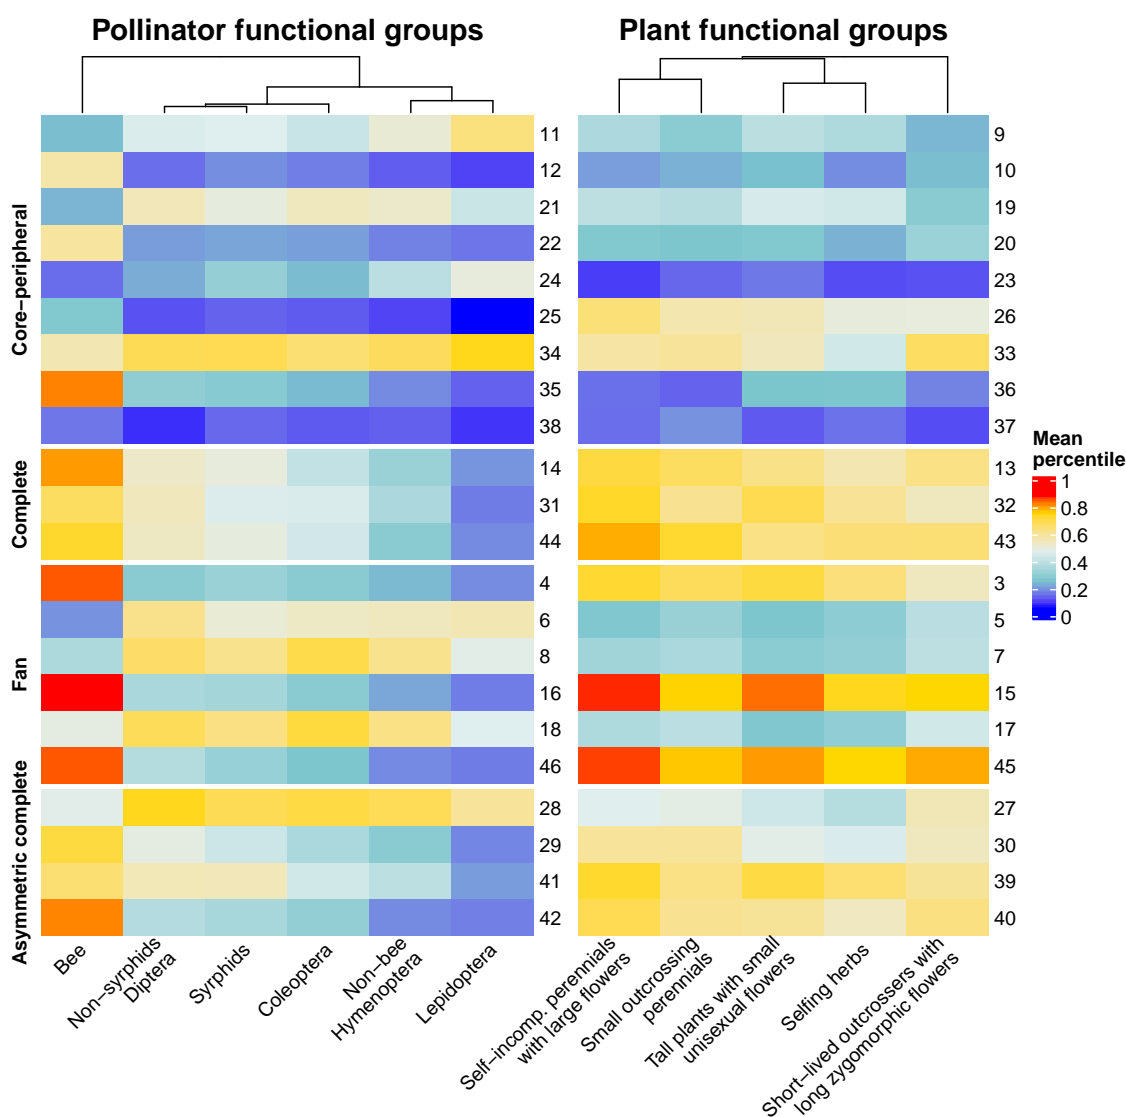 Pollinator functional groups
Plant functional groups
Core−peripheral
11
12
21
22
24
25
34
35
38
9
10
19
20
23
26
33
36
37
Complete
14
31
44
13
32
43
Fan
4
6
8
16
18
46
3
5
7
15
17
45
Asymmetric complete
28
29
41
42
27
30
39
40
Mean
percentile
1
0.8
0.6
0.4
0.2
0
Bee
Non−syrphids
Diptera
Syrphids
Coleoptera
Non−bee
Hymenoptera
Lepidoptera
Self−incomp. perennials
with large flowers
Small outcrossing
perennials
Tall plants with small
unisexual flowers
Selfing herbs
Short−lived outcrossers with
long zygomorphic flowers